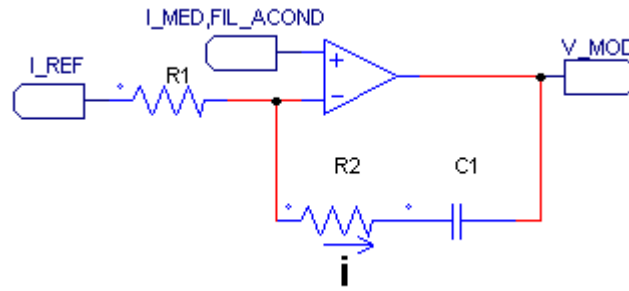 I_MED,FIL_ACOND
I_REF
R1
V_MOD
+
-
R2
C1
i